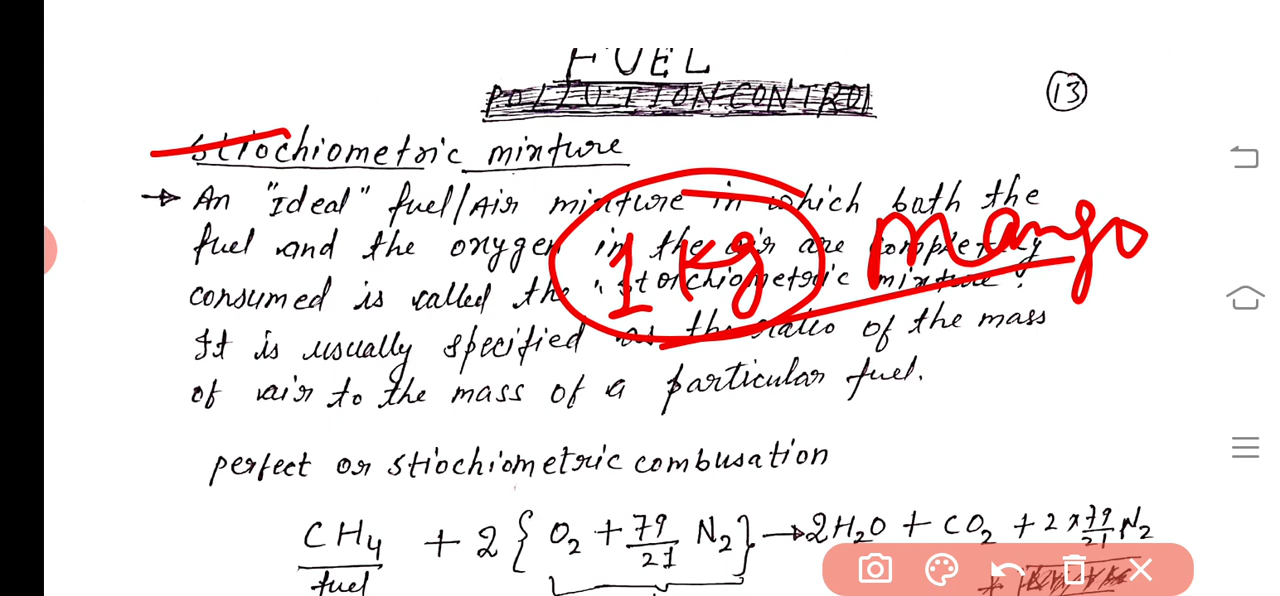 FUEL
POLLUTION CONTROL
13
Stiochiometric mixture
→ An "Ideal" fuel/Air mixture in which both the
fuel and the oxygen in the air are completly
consumed is called the "storchiometric mixture".
It is usually specified as the ratio of the mass
of air to the mass of a particular fuel.
1 kg mango
perfect or stiochiometric combusation
CH₄ + 2 { O₂ + 79/21 N₂ } → 2H₂O + CO₂ + 2 × 79/21 N₂
fuel